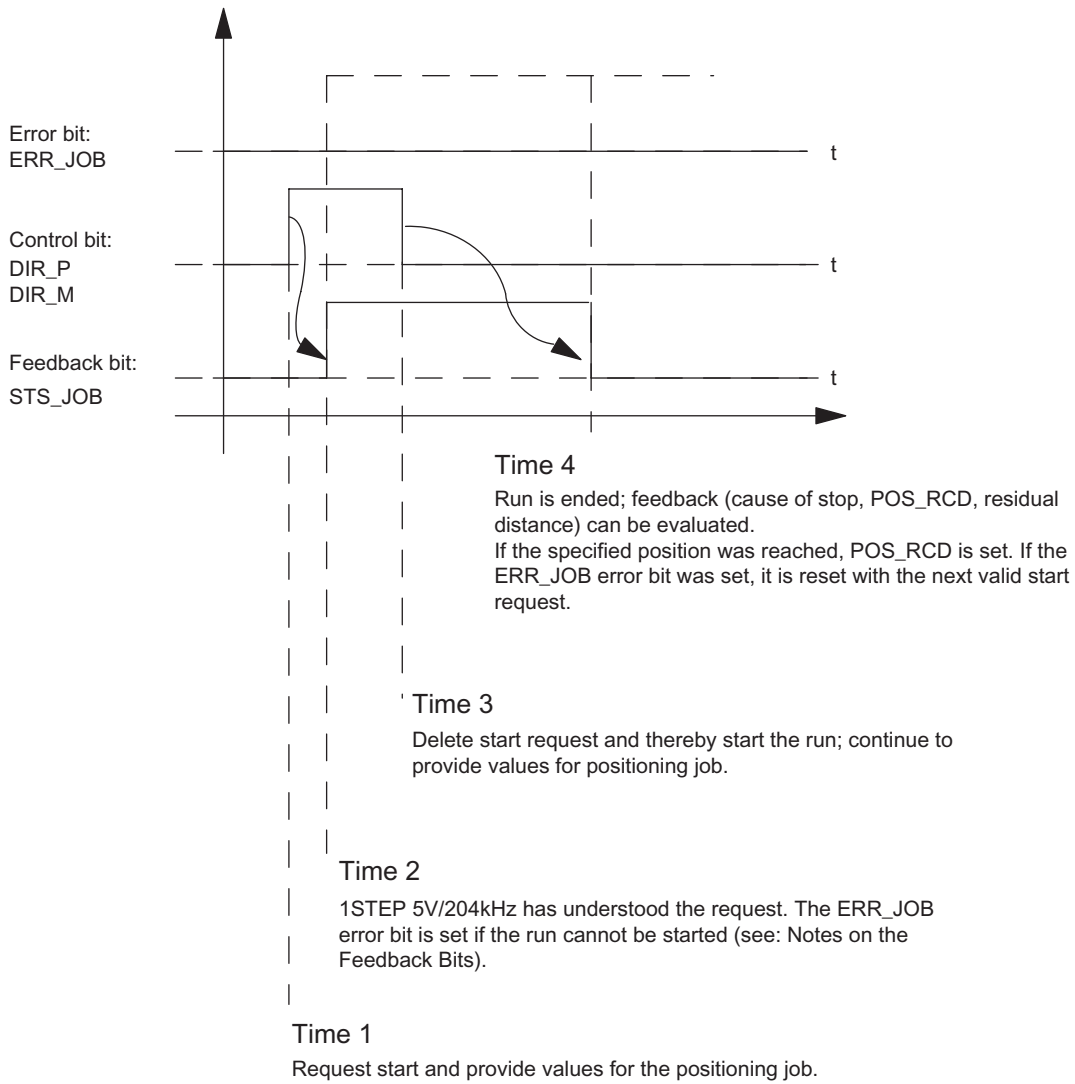 Error bit:
ERR_JOB
t
Control bit:
DIR_P
DIR_M
t
Feedback bit:
STS_JOB
t
Time 4
Run is ended; feedback (cause of stop, POS_RCD, residual
distance) can be evaluated.
If the specified position was reached, POS_RCD is set. If the
ERR_JOB error bit was set, it is reset with the next valid start
request.
Time 3
Delete start request and thereby start the run; continue to
provide values for positioning job.
Time 2
1STEP 5V/204kHz has understood the request. The ERR_JOB
error bit is set if the run cannot be started (see: Notes on the
Feedback Bits).
Time 1
Request start and provide values for the positioning job.